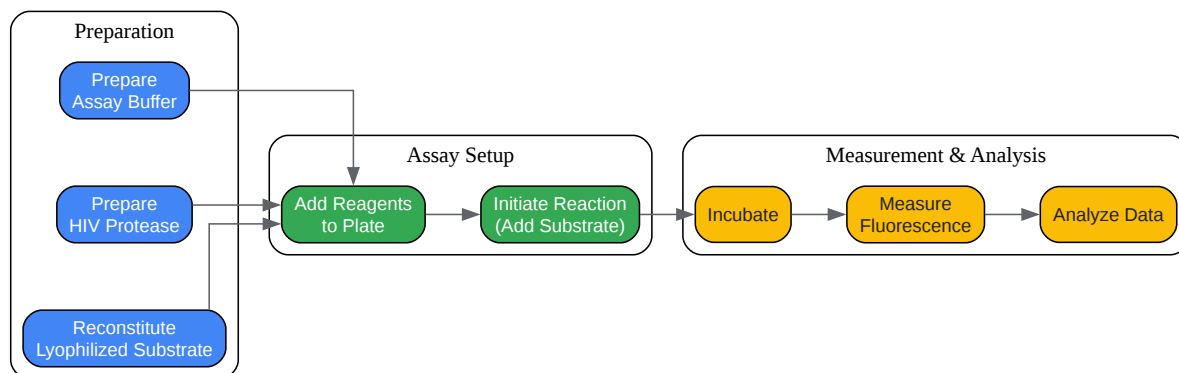 Preparation
Prepare
Assay Buffer
Prepare
HIV Protease
Reconstitute
Lyophilized Substrate
Assay Setup
Add Reagents
to Plate
Initiate Reaction
(Add Substrate)
Measurement & Analysis
Incubate
Measure
Fluorescence
Analyze Data